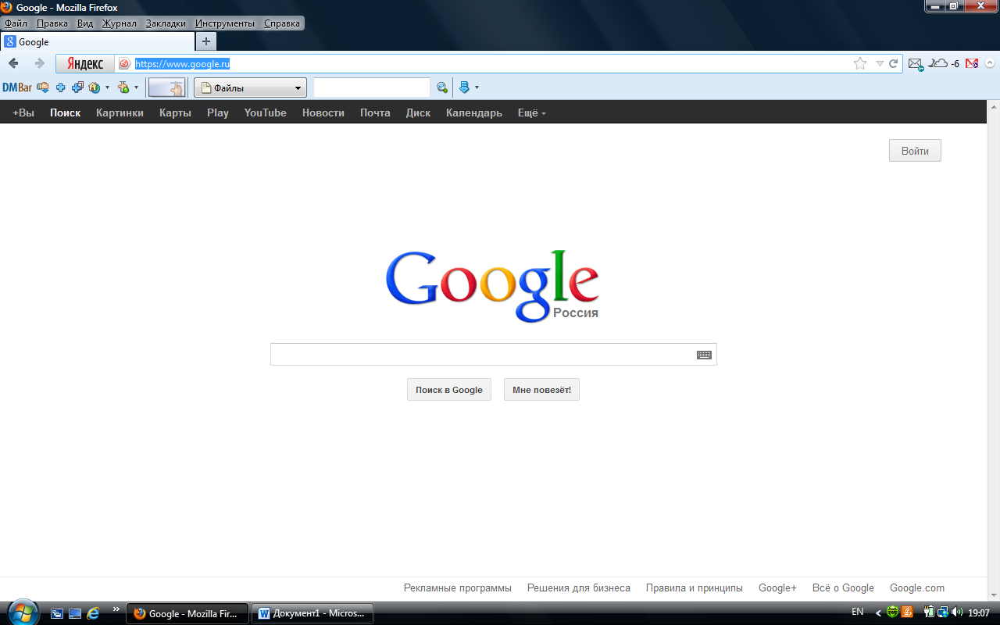 Google - Mozilla Firefox
Файл Правка Вид Журнал Закладки Инструменты Справка
Google
Яндекс https://www.google.ru -6
DMBar Файлы
+Вы Поиск Картинки Карты Play YouTube Новости Почта Диск Календарь Ещё
Войти
Google
Россия
Поиск в Google Мне повезёт!
Рекламные программы Решения для бизнеса Правила и принципы Google+ Всё о Google Google.com
Google - Mozilla Fir... Документ1 - Micros... EN 19:07